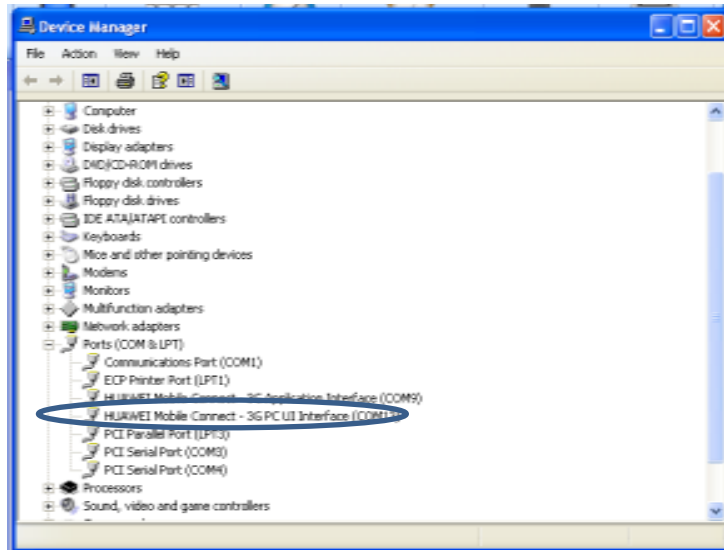 Device Manager
File Action View Help
Computer
Disk drives
Display adapters
DVD/CD-ROM drives
Floppy disk controllers
Floppy disk drives
IDE ATA/ATAPI controllers
Keyboards
Mice and other pointing devices
Modems
Monitors
Multifunction adapters
Network adapters
Ports (COM & LPT)
Communications Port (COM1)
ECP Printer Port (LPT1)
HUAWEI Mobile Connect - 3G Application Interface (COM9)
HUAWEI Mobile Connect - 3G PC UI Interface
PCI Parallel Port (LPT3)
PCI Serial Port (COM3)
PCI Serial Port (COM4)
Processors
Sound, video and game controllers